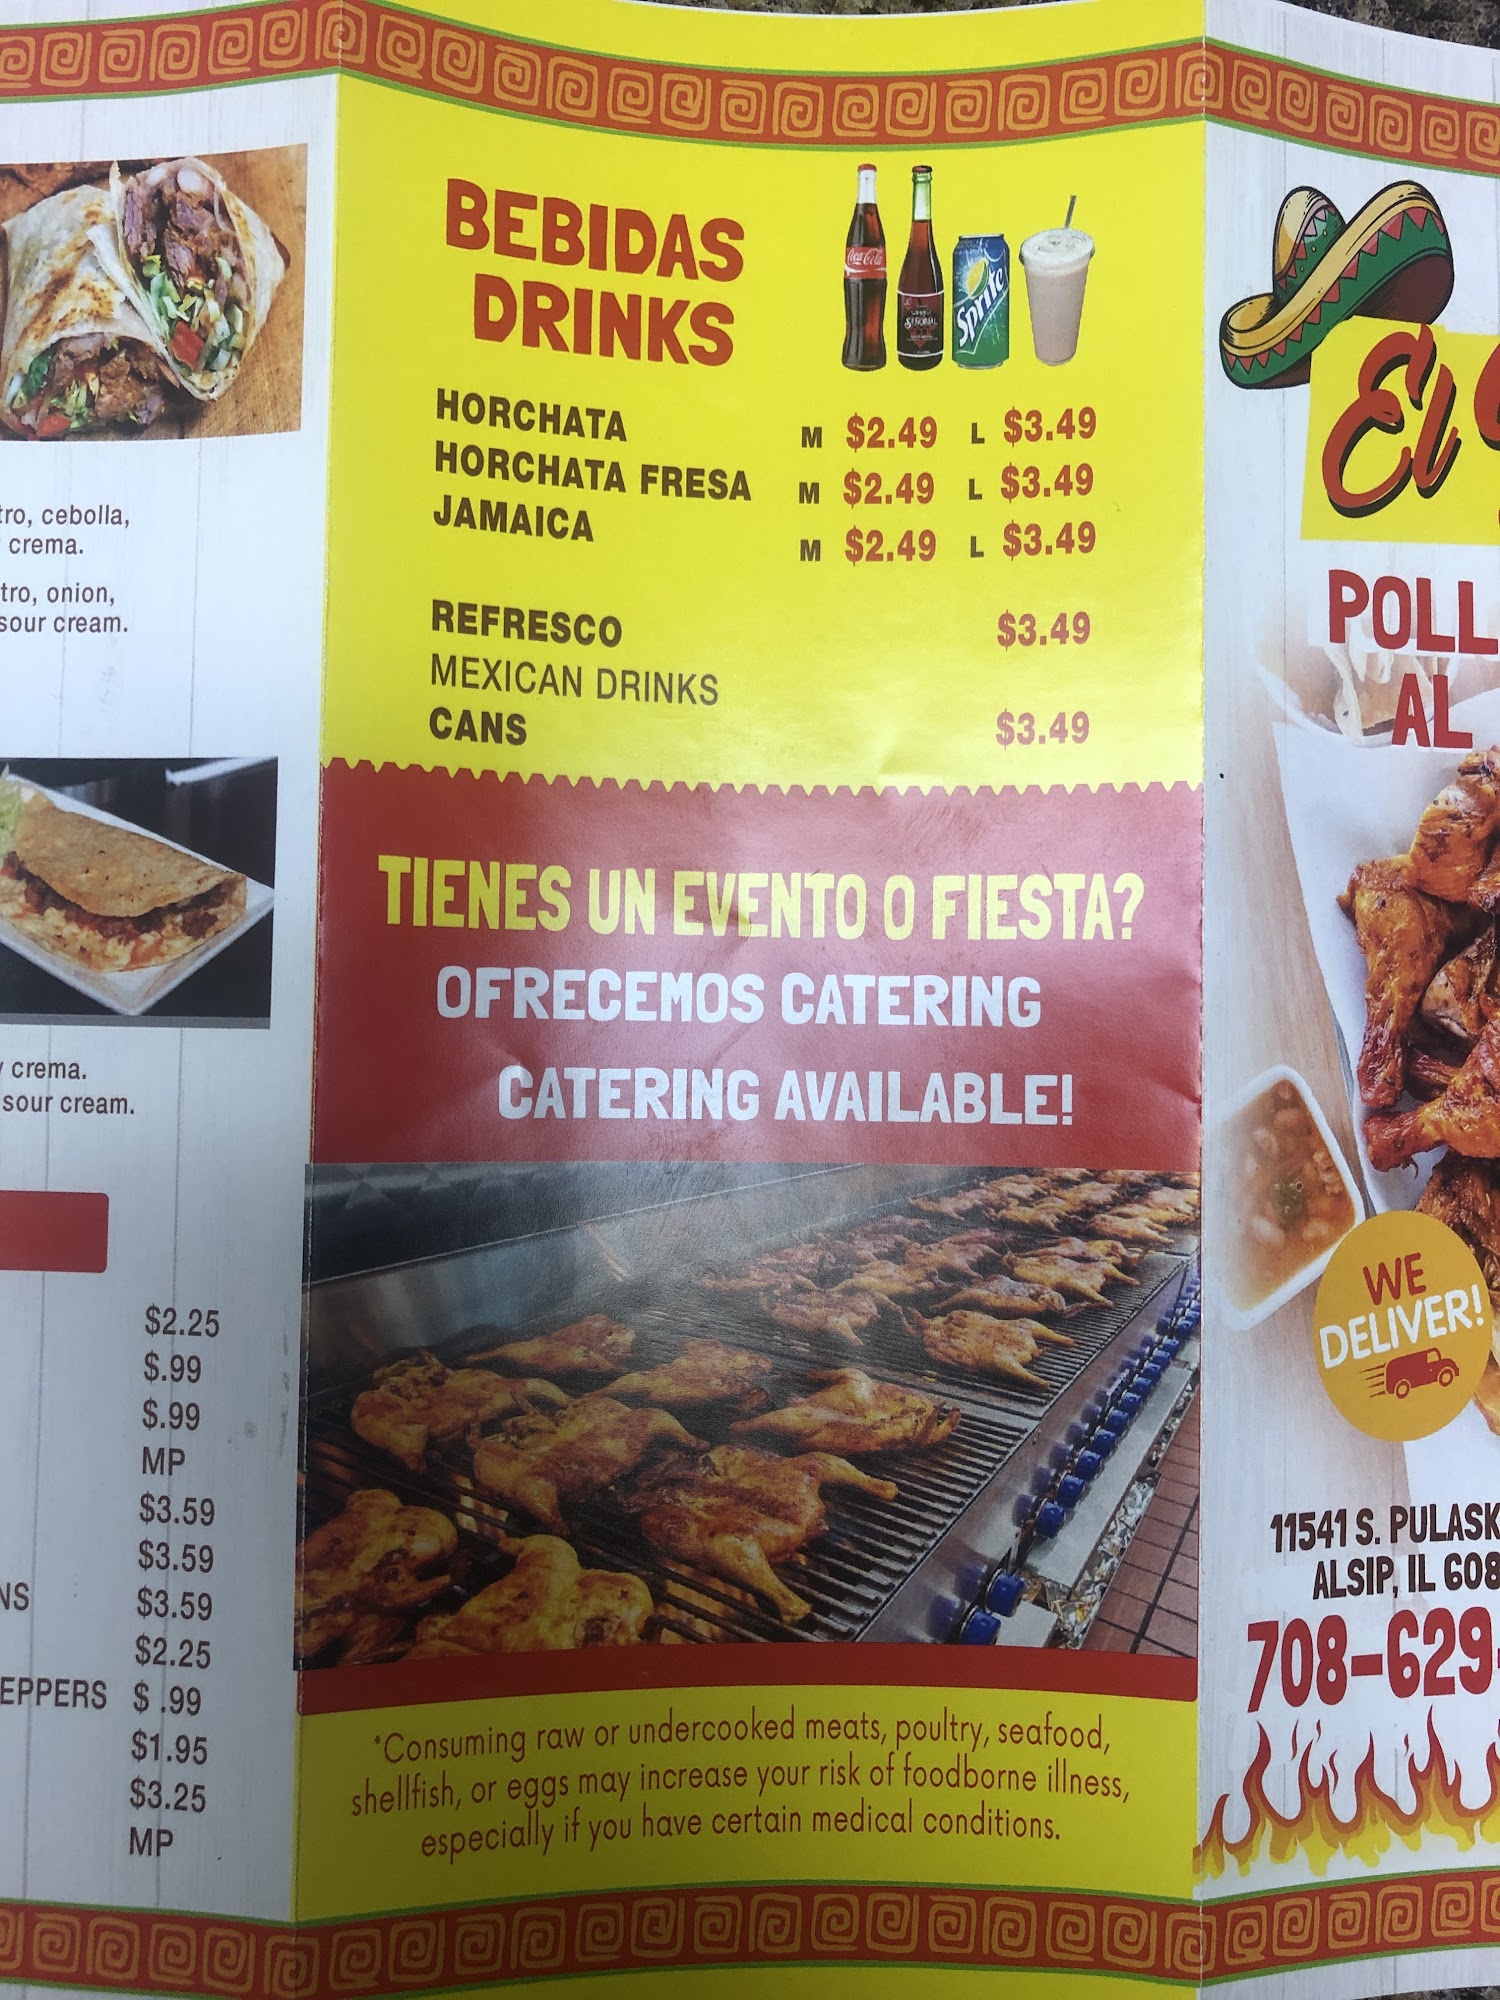 tro, cebolla,
crema.
tro, onion,
sour cream.
y crema.
sour cream.
$2.25
$.99
$.99
MP
$3.59
$3.59
NS $3.59
$2.25
EPPERS $ .99
$1.95
$3.25
MP
BEBIDAS
DRINKS
Coca-Cola
SEÑORIAL
Sprite
HORCHATA M $2.49 L $3.49
HORCHATA FRESA M $2.49 L $3.49
JAMAICA M $2.49 L $3.49
REFRESCO $3.49
MEXICAN DRINKS
CANS $3.49
TIENES UN EVENTO O FIESTA?
OFRECEMOS CATERING
CATERING AVAILABLE!
*Consuming raw or undercooked meats, poultry, seafood,
shellfish, or eggs may increase your risk of foodborne illness,
especially if you have certain medical conditions.
El
POLL
AL
WE
DELIVER!
11541 S. PULASK
ALSIP, IL 608
708-629-